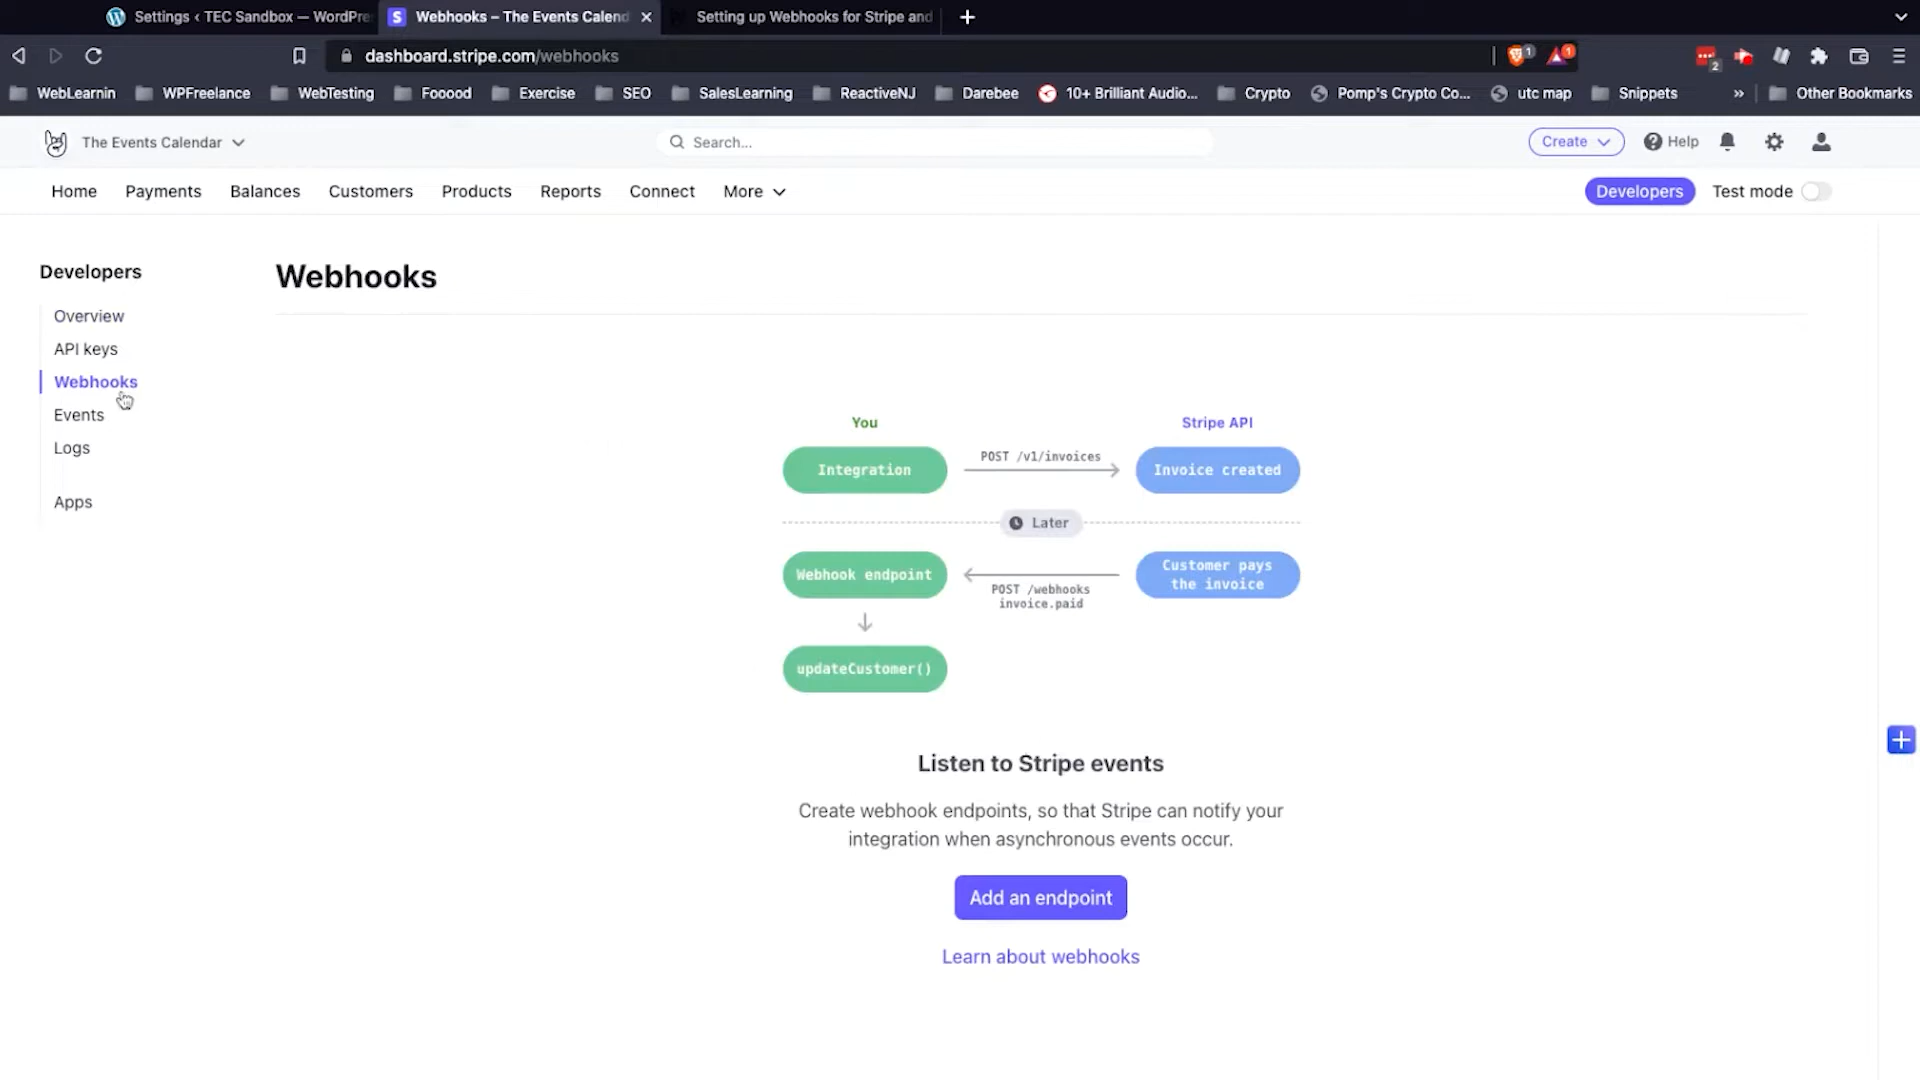 Settings ‹ TEC Sandbox — WordPre
S
Webhooks – The Events Calend
Setting up Webhooks for Stripe and
dashboard.stripe.com/webhooks
1
1
2
WebLearnin
WPFreelance
WebTesting
Fooood
Exercise
SEO
SalesLearning
ReactiveNJ
Darebee
10+ Brilliant Audio...
Crypto
Pomp's Crypto Co...
utc map
Snippets
»
Other Bookmarks
The Events Calendar
Search...
Create
Help
Home
Payments
Balances
Customers
Products
Reports
Connect
More
Developers
Test mode
Developers
Overview
API keys
Webhooks
Events
Logs
Apps
Webhooks
You
Stripe API
Integration
POST /v1/invoices
Invoice created
Later
Webhook endpoint
POST /webhooks
invoice.paid
Customer pays
the invoice
updateCustomer()
Listen to Stripe events
Create webhook endpoints, so that Stripe can notify your
integration when asynchronous events occur.
Add an endpoint
Learn about webhooks